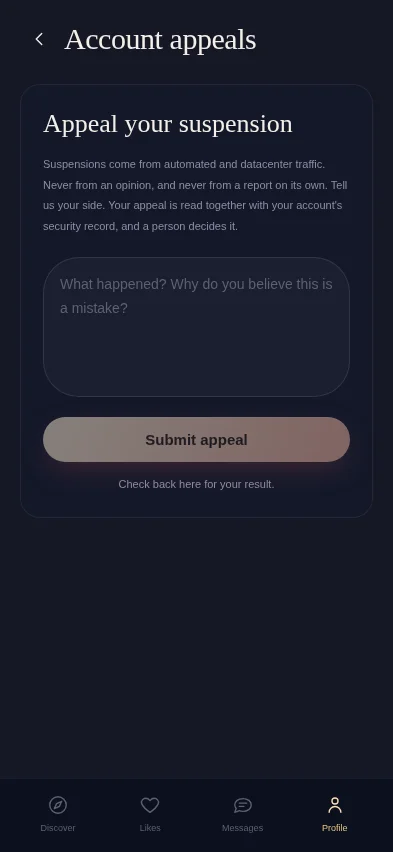 Account appeals
Appeal your suspension
Suspensions come from automated and datacenter traffic.
Never from an opinion, and never from a report on its own. Tell
us your side. Your appeal is read together with your account's
security record, and a person decides it.
What happened? Why do you believe this is
a mistake?
Submit appeal
Check back here for your result.
Discover
Likes
Messages
Profile